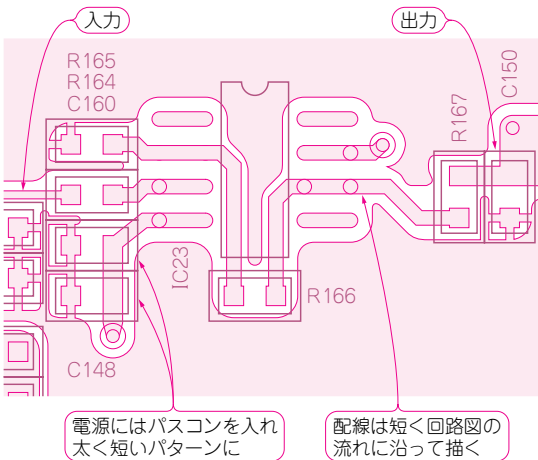 入力
出力
R165
R164
C160
R167
C150
IC23
R166
C148
電源にはパスコンを入れ
太く短いパターンに
配線は短く回路図の
流れに沿って描く